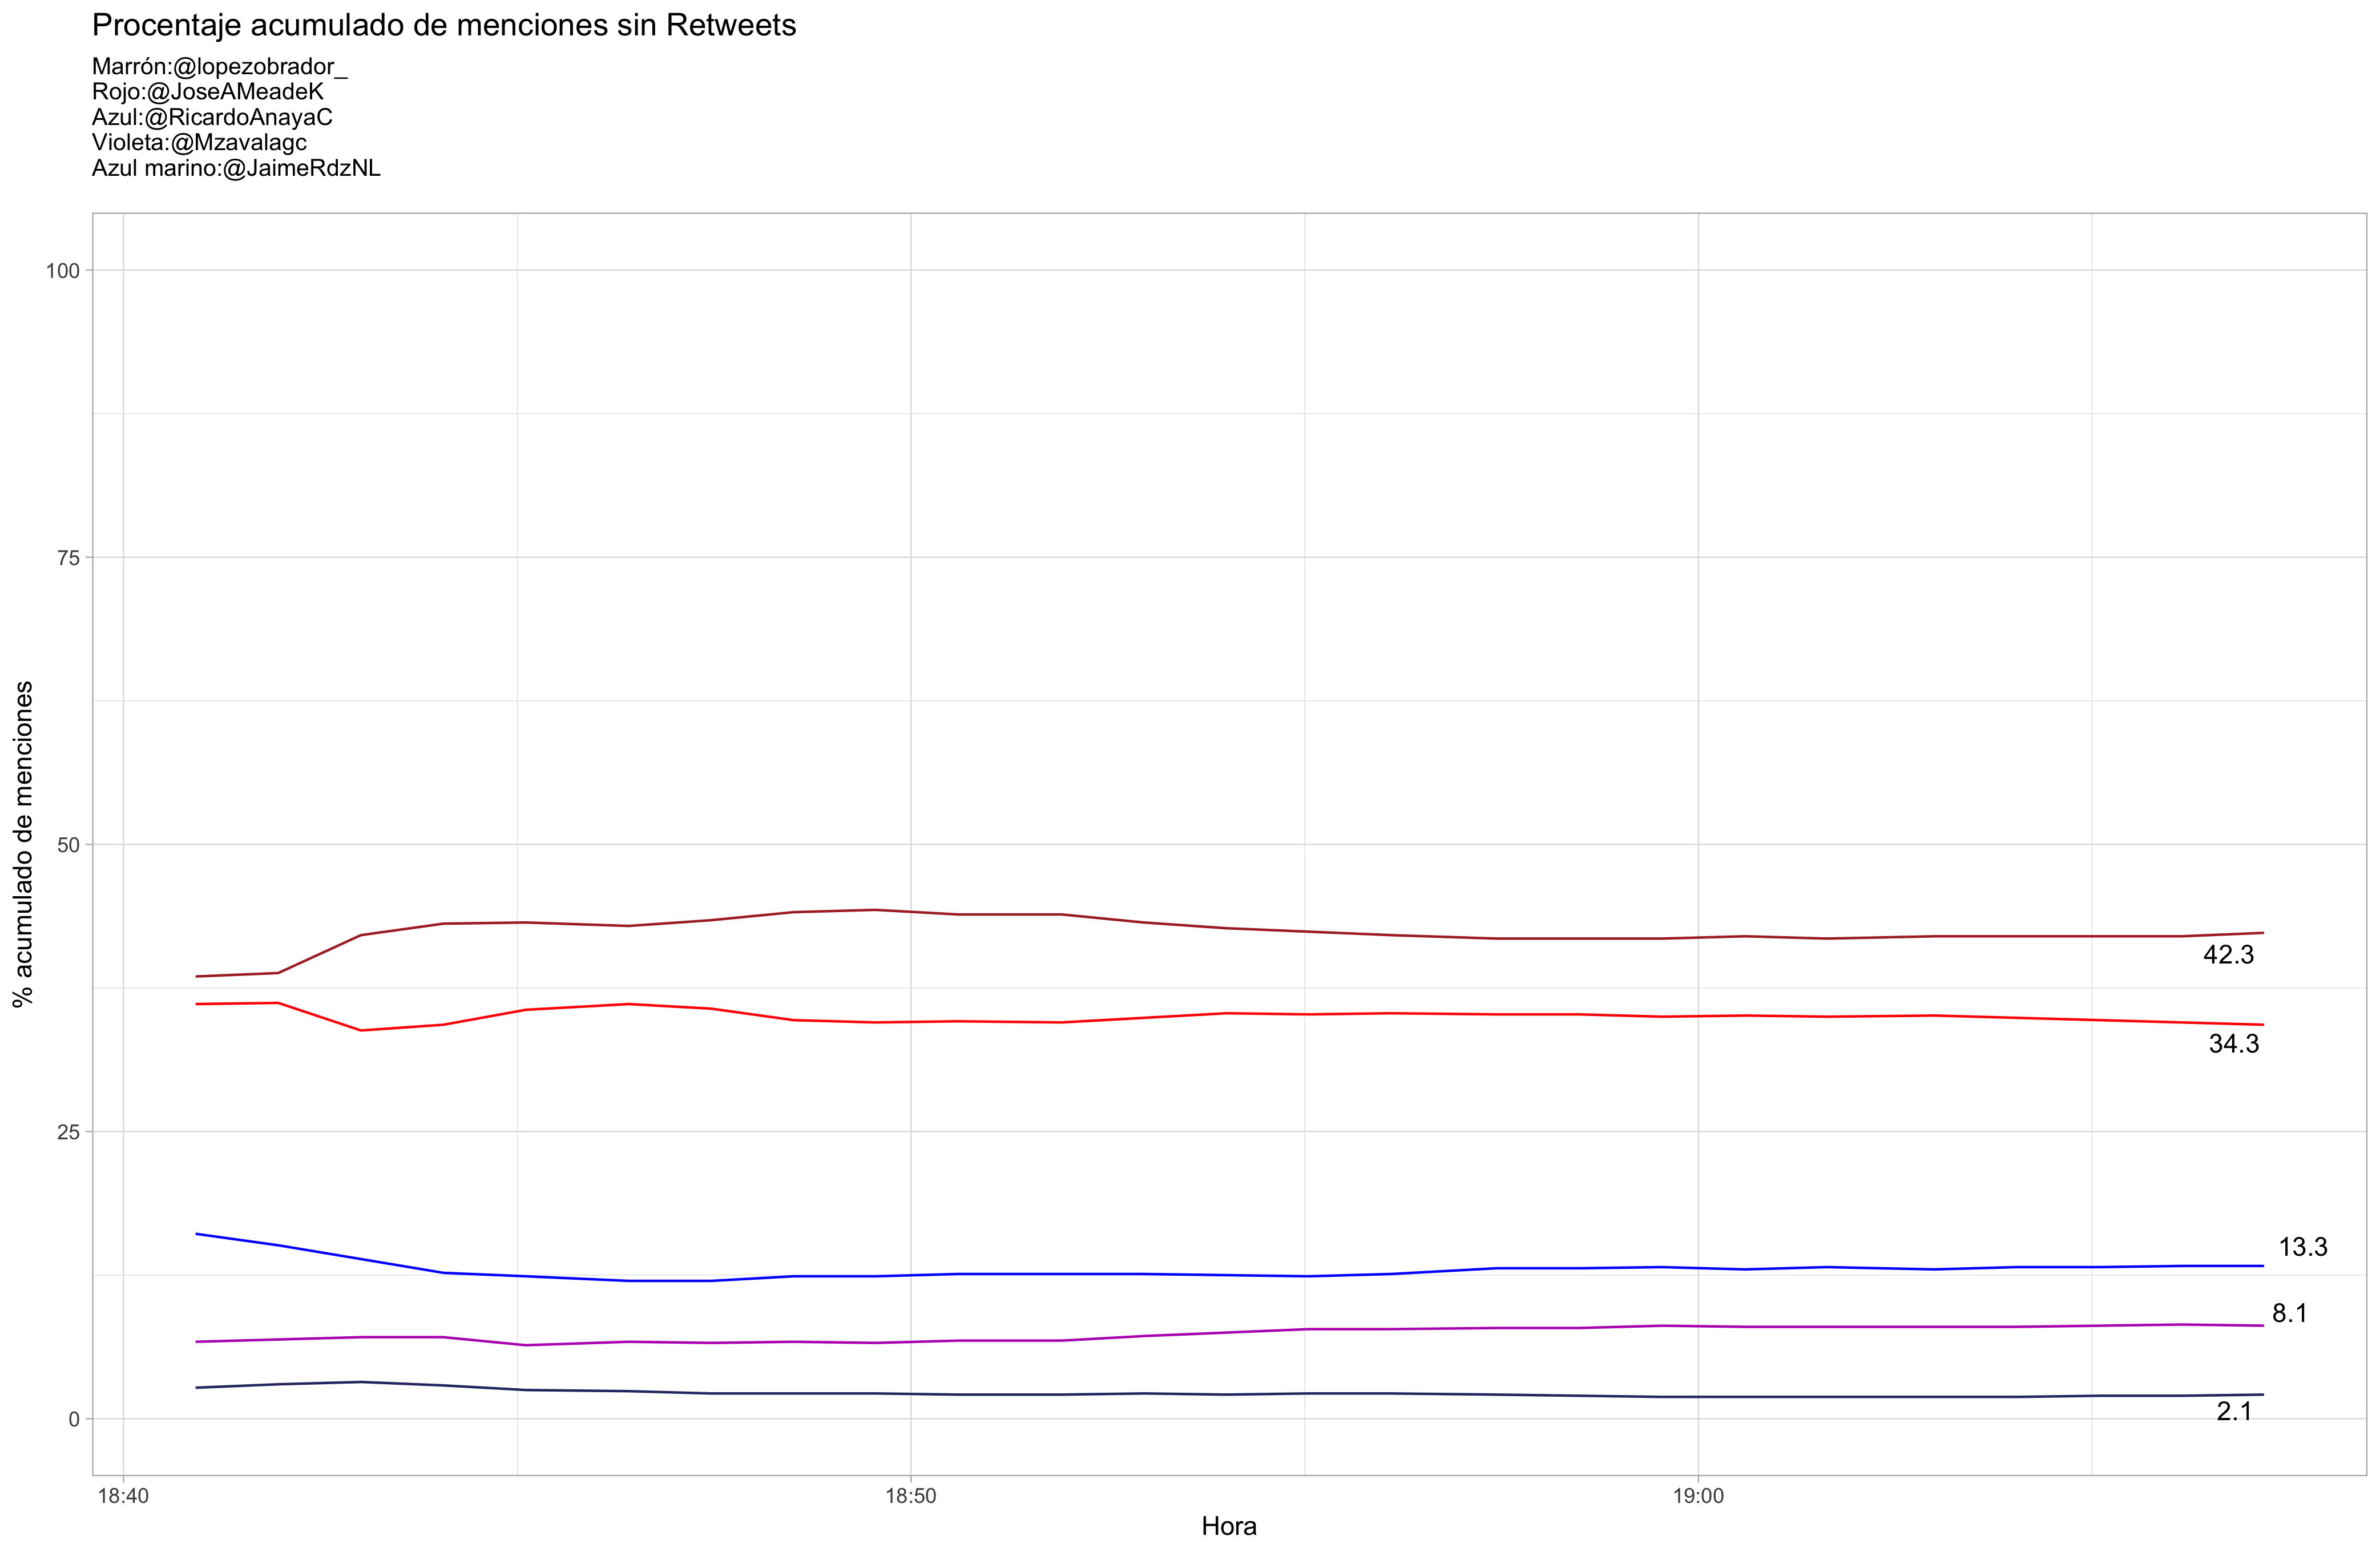 Procentaje acumulado de menciones sin Retweets
Marrón:@lopezobrador_
Rojo:@JoseAMeadeK
Azul:@RicardoAnayaC
Violeta:@Mzavalagc
Azul marino:@JaimeRdzNL
100
75
50
25
0
% acumulado de menciones
42.3
34.3
13.3
8.1
2.1
18:40
18:50
19:00
Hora